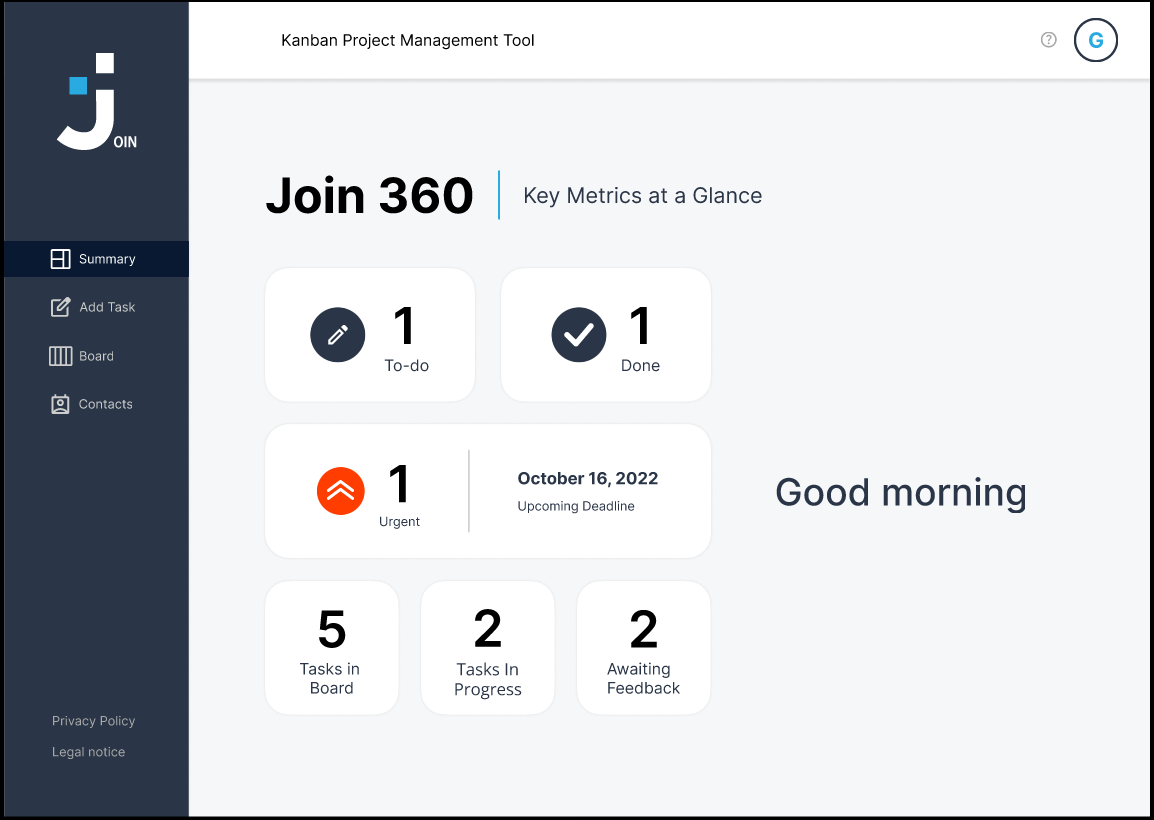 Kanban Project Management Tool
?
G
J
OIN
Join 360
Key Metrics at a Glance
Summary
Add Task
Board
Contacts
1
To-do
1
Done
1
Urgent
October 16, 2022
Upcoming Deadline
Good morning
5
Tasks in
Board
2
Tasks In
Progress
2
Awaiting
Feedback
Privacy Policy
Legal notice